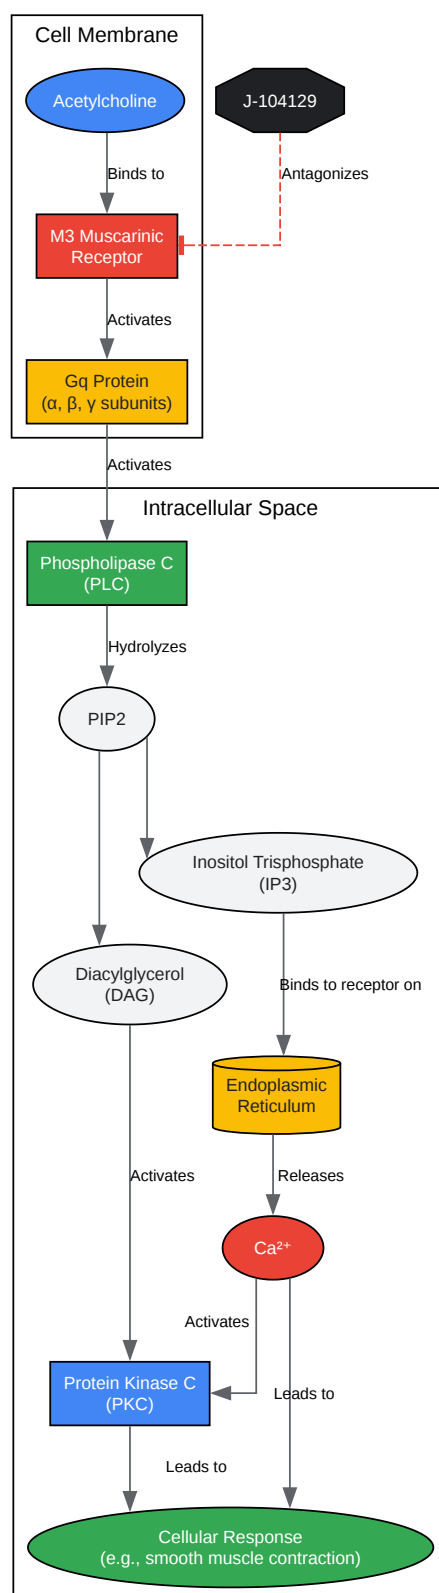 Cell Membrane
Acetylcholine
J-104129
Binds to
Antagonizes
M3 Muscarinic
Receptor
Activates
Gq Protein
(α, β, γ subunits)
Activates
Intracellular Space
Phospholipase C
(PLC)
Hydrolyzes
PIP2
Inositol Trisphosphate
(IP3)
Diacylglycerol
(DAG)
Binds to receptor on
Endoplasmic
Reticulum
Activates
Releases
Ca²⁺
Activates
Protein Kinase C
(PKC)
Leads to
Leads to
Cellular Response
(e.g., smooth muscle contraction)